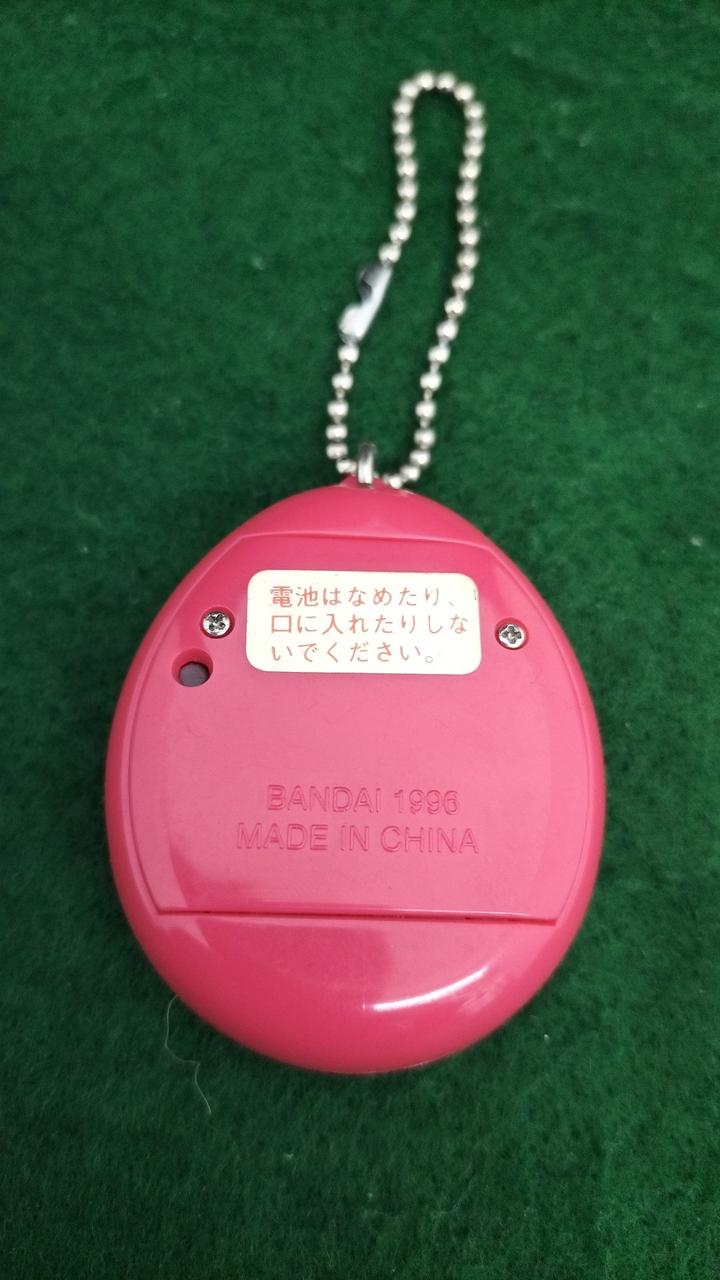 電池はなめたり、
口に入れたりしな
いでください。
BANDAI 1996
MADE IN CHINA